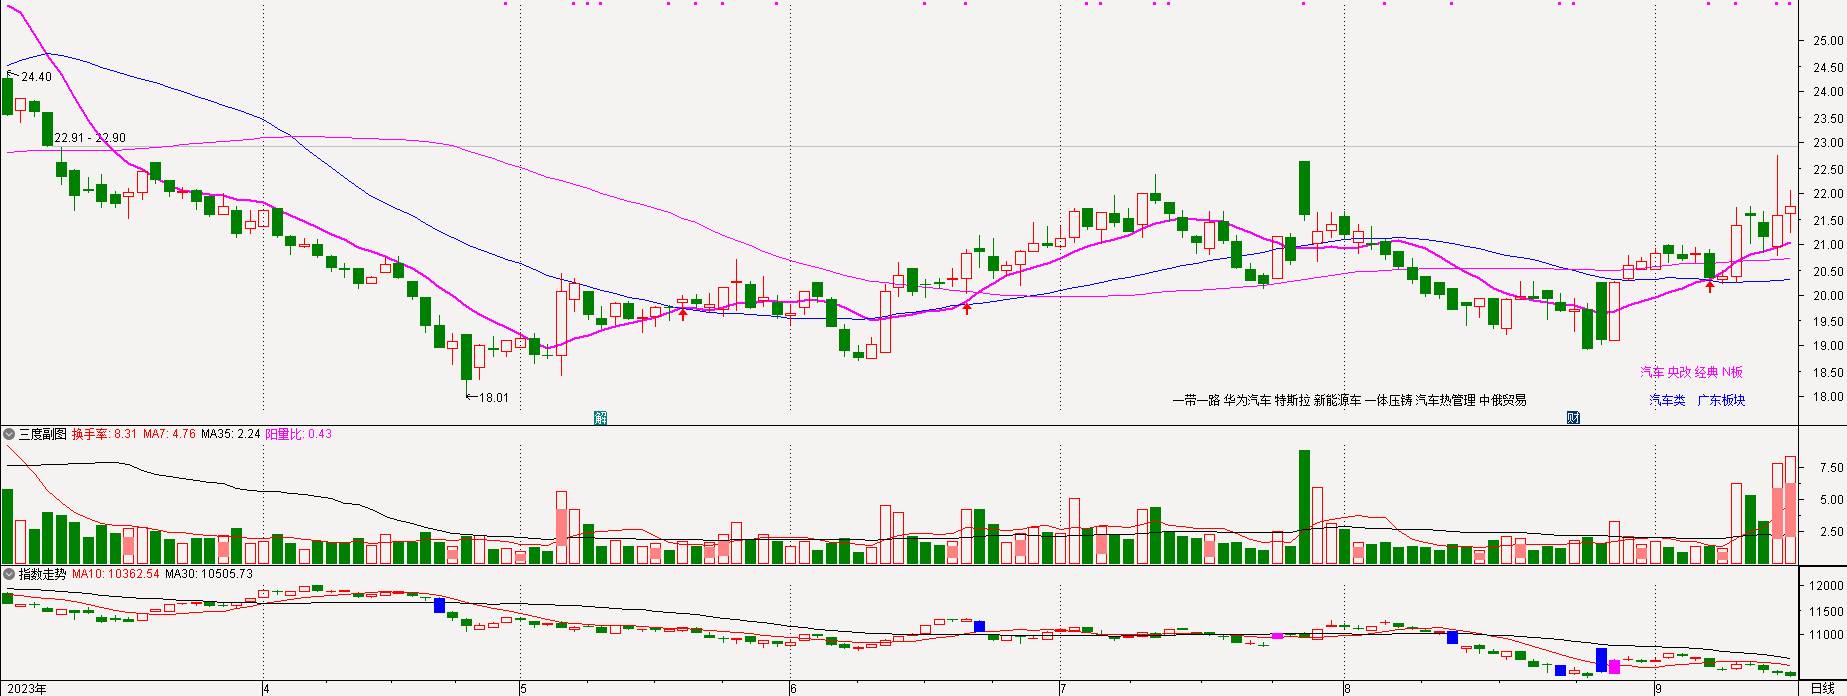 25.00
24.50
24.40
24.00
23.50
22.91 - 22.90
23.00
22.50
22.00
21.50
21.00
20.50
20.00
19.50
19.00
18.50
汽车 央改 经典 N板
18.01
18.00
一带一路 华为汽车 特斯拉 新能源车 一体压铸 汽车热管理 中俄贸易
汽车类 广东板块
解
财
三度副图 换手率: 8.31 MA7: 4.76 MA35: 2.24 阳量比: 0.43
7.50
5.00
2.50
指数走势 MA10: 10362.54 MA30: 10505.73
12000
11500
11000
2023年 4 5 6 7 8 9 日线